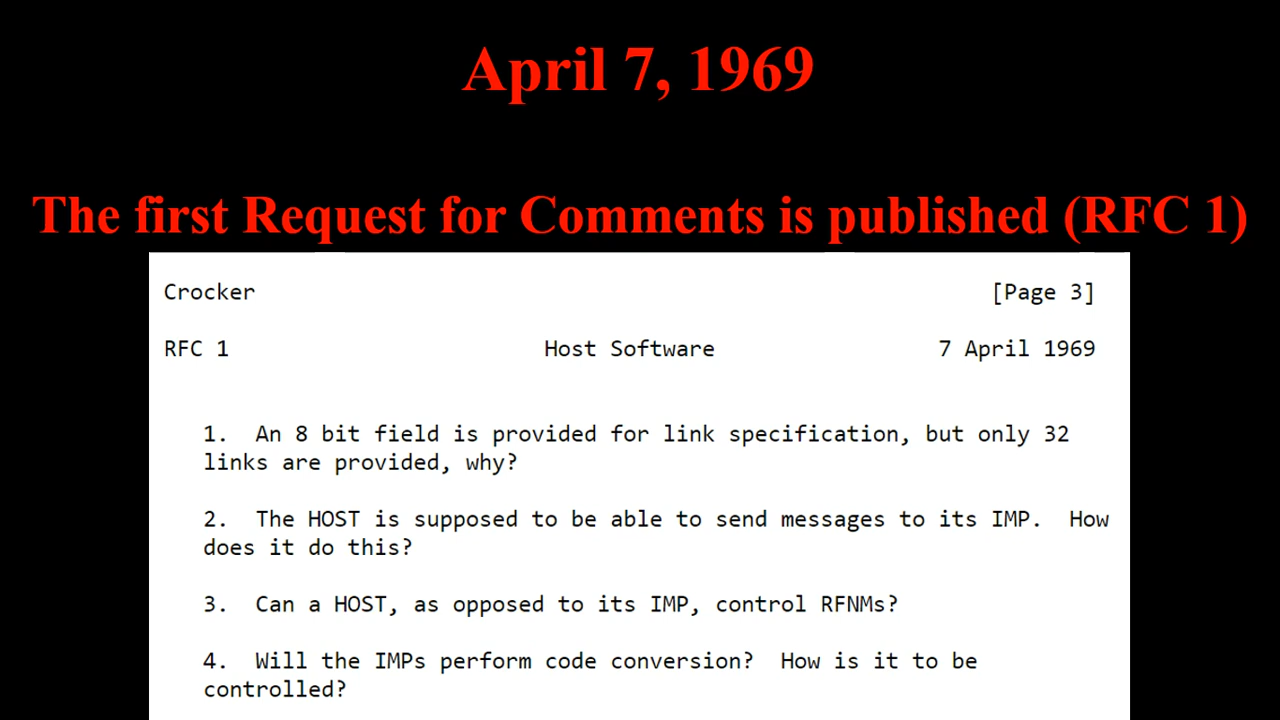 April 7, 1969
The first Request for Comments is published (RFC 1)
Crocker [Page 3]
RFC 1 Host Software 7 April 1969
1. An 8 bit field is provided for link specification, but only 32
links are provided, why?
2. The HOST is supposed to be able to send messages to its IMP. How
does it do this?
3. Can a HOST, as opposed to its IMP, control RFNMs?
4. Will the IMPs perform code conversion? How is it to be
controlled?